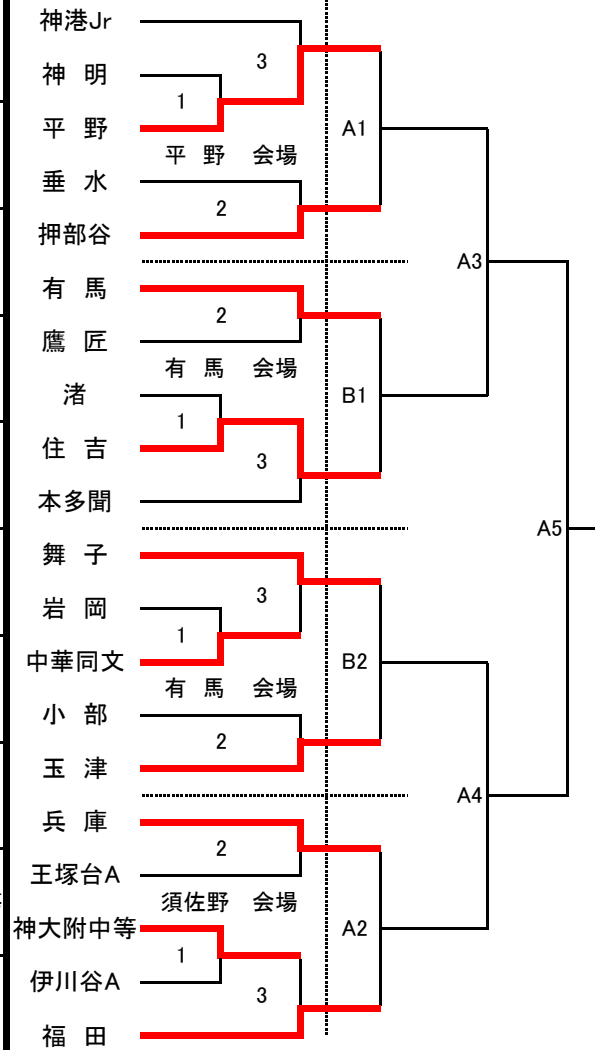 神港Jr
3
神 明
1
平 野
A1
平 野 会場
垂 水
2
押部谷
A3
有 馬
2
鷹 匠
有 馬 会場
渚
B1
1
住 吉
3
本多聞
A5
舞 子
3
岩 岡
1
中華同文
B2
有 馬 会場
小 部
2
玉 津
A4
兵 庫
2
王塚台A
須佐野 会場
神大附中等
A2
1
伊川谷A
3
福 田